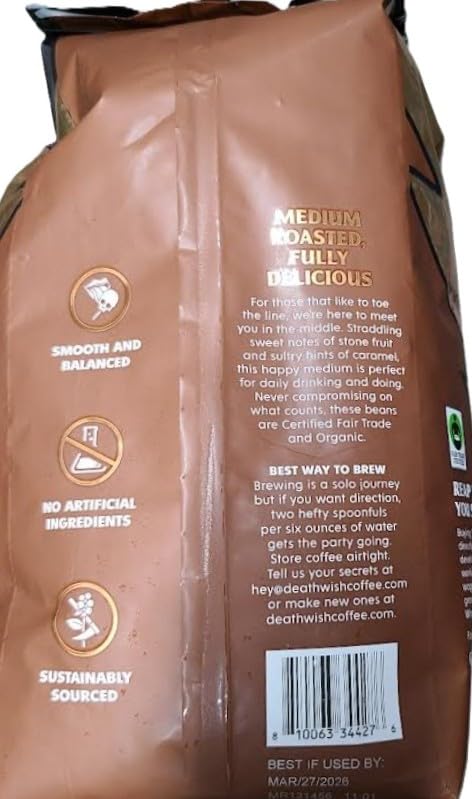 SMOOTH AND
BALANCED
NO ARTIFICIAL
INGREDIENTS
SUSTAINABLY
SOURCED
MEDIUM
ROASTED,
FULLY
DELICIOUS
For those that like to toe
the line, we're here to meet
you in the middle. Straddling
sweet notes of stone fruit
and sultry hints of caramel,
this happy medium is perfect
for daily drinking and doing.
Never compromising on
what counts, these beans
are Certified Fair Trade
and Organic.
BEST WAY TO BREW
Brewing is a solo journey
but if you want direction,
two hefty spoonfuls
per six ounces of water
gets the party going.
Store coffee airtight.
Tell us your secrets at
hey@deathwishcoffee.com
or make new ones at
deathwishcoffee.com.
8 10063 34427 6
BEST IF USED BY:
MAR/27/2026